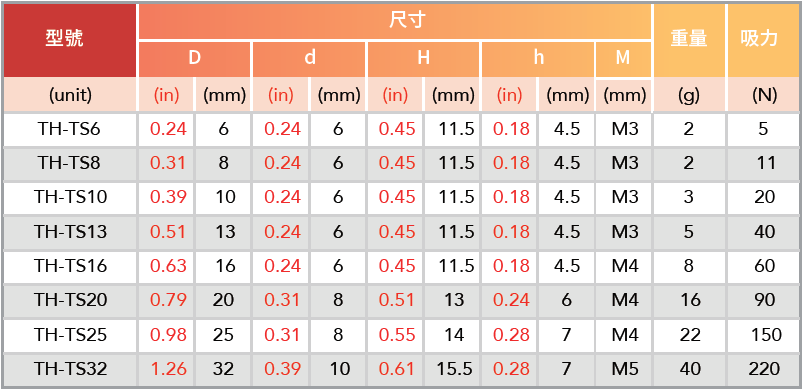 型號 尺寸 重量 吸力
D d H h M
(unit) (in) (mm) (in) (mm) (in) (mm) (in) (mm) (mm) (g) (N)
TH-TS6 0.24 6 0.24 6 0.45 11.5 0.18 4.5 M3 2 5
TH-TS8 0.31 8 0.24 6 0.45 11.5 0.18 4.5 M3 2 11
TH-TS10 0.39 10 0.24 6 0.45 11.5 0.18 4.5 M3 3 20
TH-TS13 0.51 13 0.24 6 0.45 11.5 0.18 4.5 M3 5 40
TH-TS16 0.63 16 0.24 6 0.45 11.5 0.18 4.5 M4 8 60
TH-TS20 0.79 20 0.31 8 0.51 13 0.24 6 M4 16 90
TH-TS25 0.98 25 0.31 8 0.55 14 0.28 7 M4 22 150
TH-TS32 1.26 32 0.39 10 0.61 15.5 0.28 7 M5 40 220